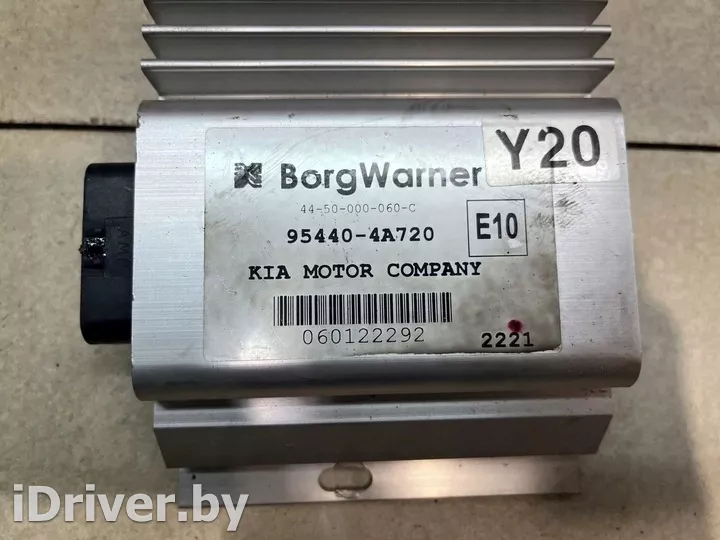 Y20
BorgWarner
44-50-000-060-C
95440-4A720
E10
KIA MOTOR COMPANY
060122292
2221
iDriver.by